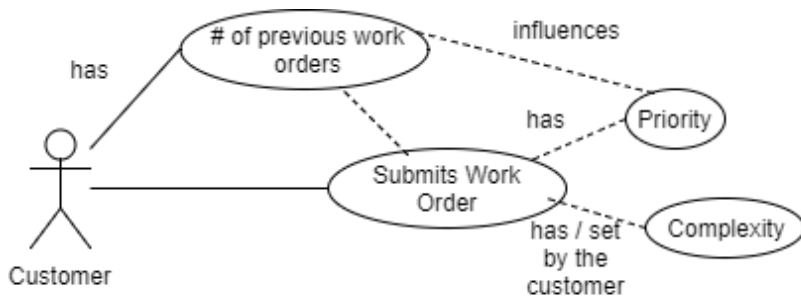 # of previous work
orders
influences
has
has
Priority
Submits Work
Order
Complexity
has / set
by the
customer
Customer